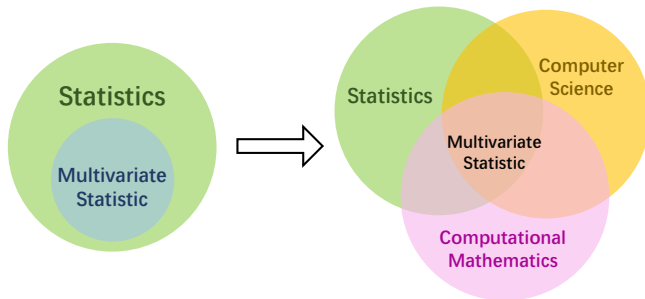 Statistics
Multivariate
Statistic
Statistics
Computer
Science
Multivariate
Statistic
Computational
Mathematics